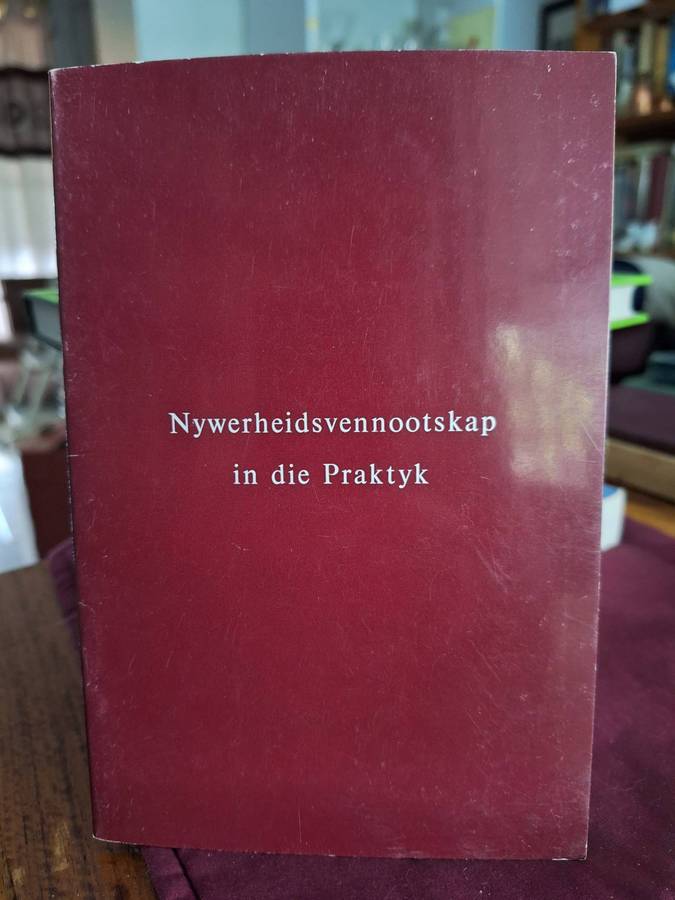 Nywerheidsvennootskap
in die Praktyk